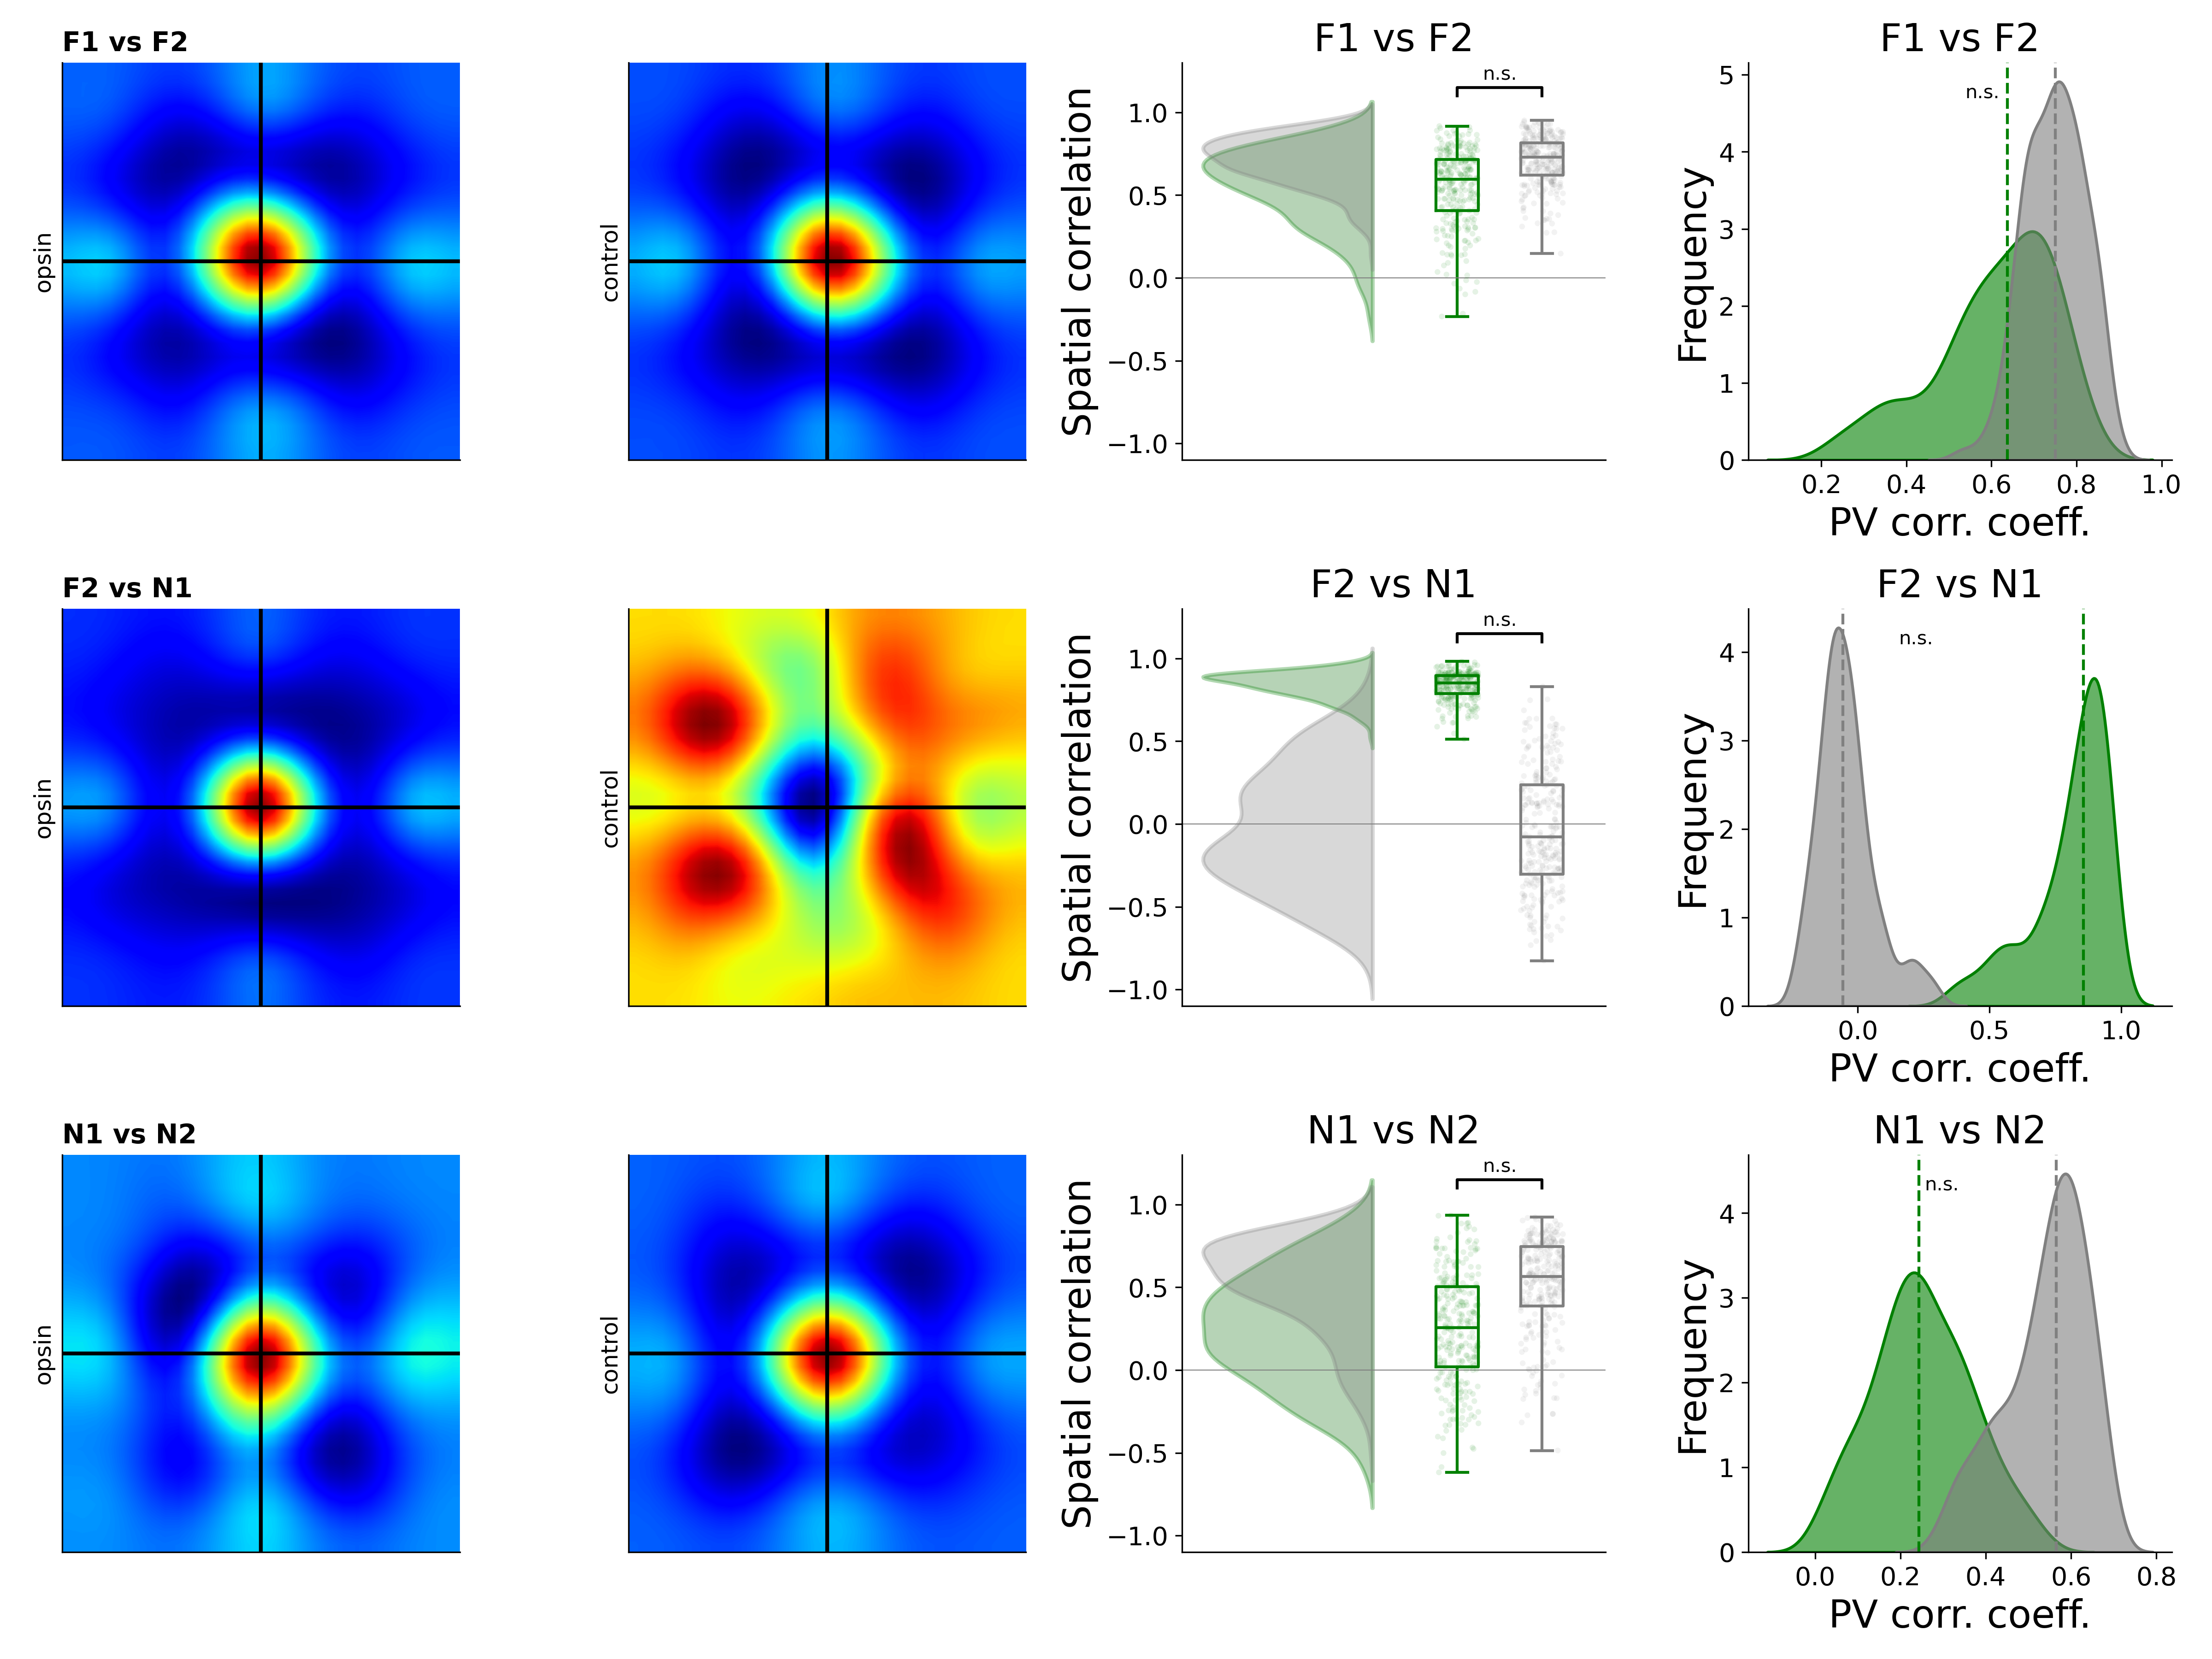 F1 vs F2
opsin
control
F1 vs F2
Spatial correlation
1.0
0.5
0.0
−0.5
−1.0
n.s.
F1 vs F2
Frequency
5
4
3
2
1
0
n.s.
0.2 0.4 0.6 0.8 1.0
PV corr. coeff.
F2 vs N1
opsin
control
F2 vs N1
Spatial correlation
1.0
0.5
0.0
−0.5
−1.0
n.s.
F2 vs N1
Frequency
4
3
2
1
0
n.s.
0.0 0.5 1.0
PV corr. coeff.
N1 vs N2
opsin
control
N1 vs N2
Spatial correlation
1.0
0.5
0.0
−0.5
−1.0
n.s.
N1 vs N2
Frequency
4
3
2
1
0
n.s.
0.0 0.2 0.4 0.6 0.8
PV corr. coeff.